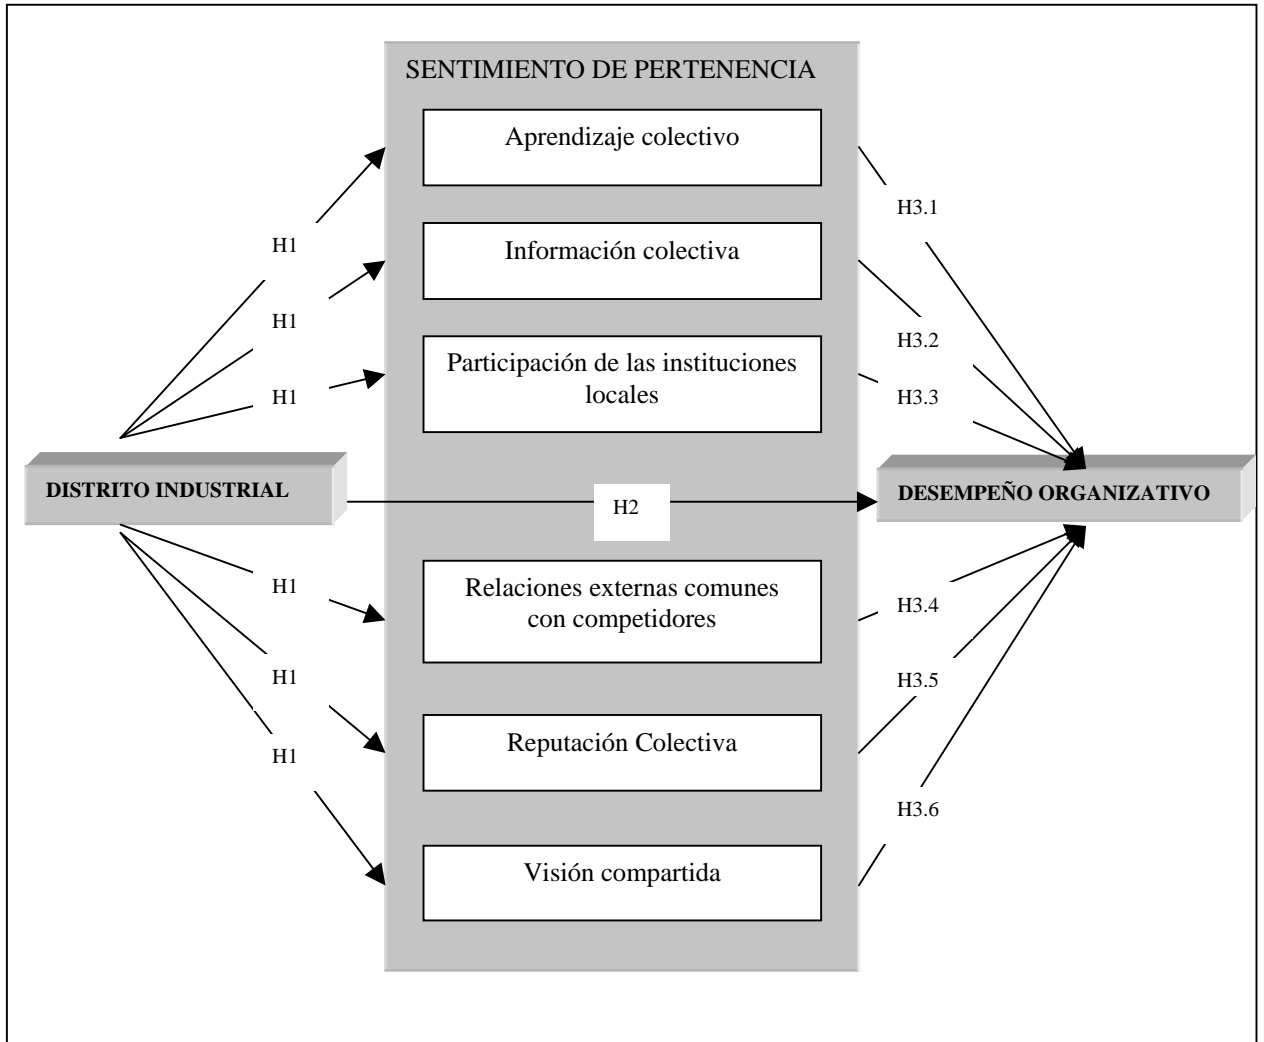 SENTIMIENTO DE PERTENENCIA
Aprendizaje colectivo
H3.1
H1
Información colectiva
H1
H3.2
Participación de las instituciones
locales
H1
H3.3
DISTRITO INDUSTRIAL
H2
DESEMPEÑO ORGANIZATIVO
H1
Relaciones externas comunes
con competidores
H3.4
H1
H3.5
Reputación Colectiva
H1
H3.6
Visión compartida